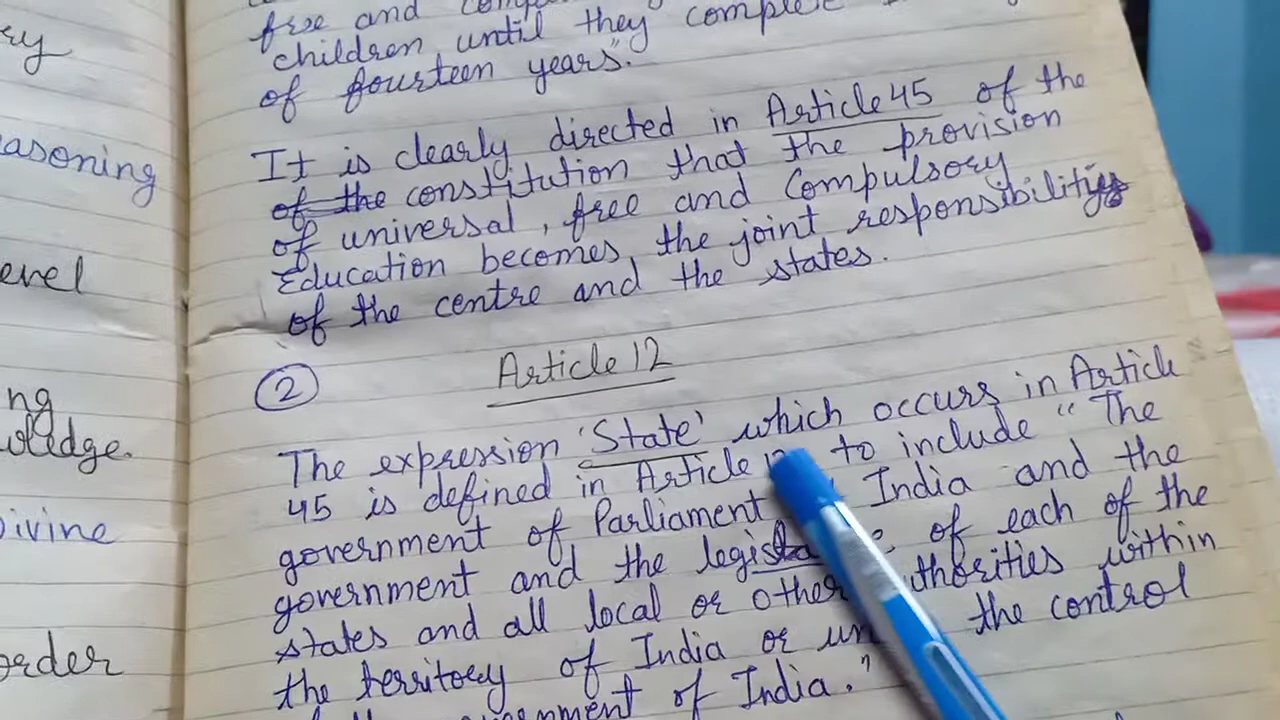 ry
asoning
evel
ng
wledge.
Divine
order
free and
children until they complete
of fourteen years".
It is clearly directed in Article 45 of the
of the constitution that the provision
of universal, free and Compulsory
Education becomes the joint responsibility
of the centre and the states.
2 Article 12
The expression 'State' which occurs in Article
45 is defined in Article to include "The
government of Parliament India and the
government and the of each of the
states and all local or other authorities within
the territory of India or the control
of India."